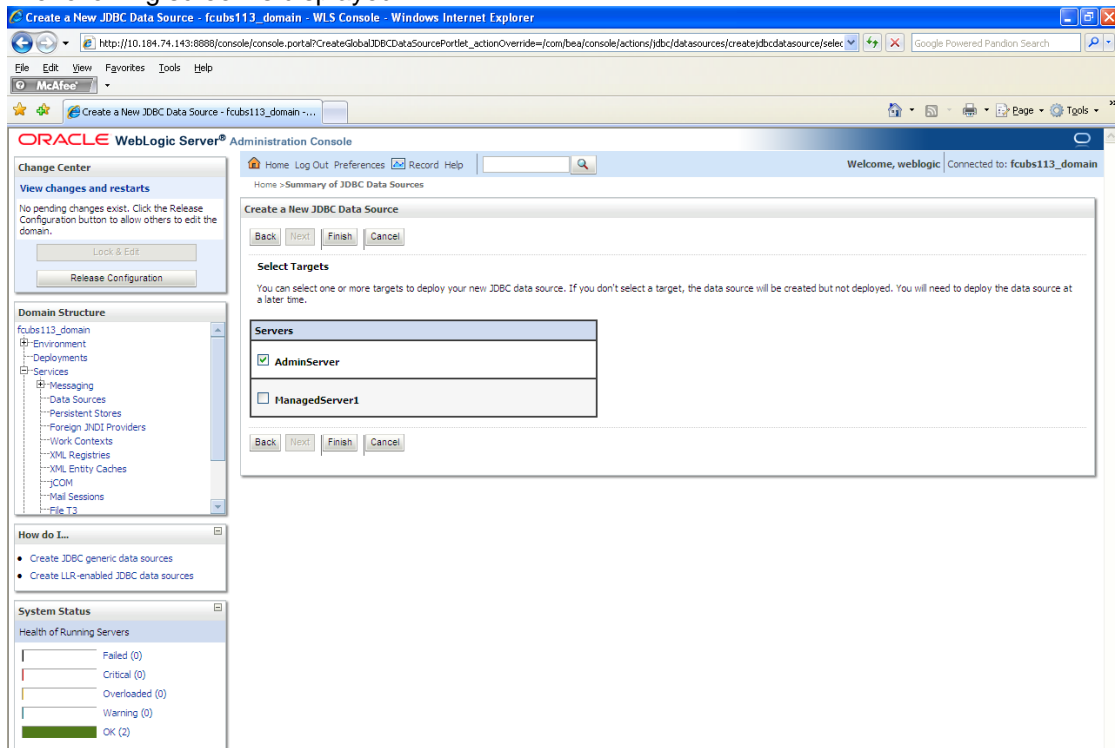 Create a New JDBC Data Source - fcubs113_domain - WLS Console - Windows Internet Explorer
http://10.184.74.143:8888/console/console.portal?CreateGlobalJDBCDataSourcePortlet_actionOverride=/com/bea/console/actions/jdbc/datasources/createjdbcdatasource/selec
Google Powered Pandion Search
File Edit View Favorites Tools Help
McAfee
Create a New JDBC Data Source - fcubs113_domain -...
Page Tools
ORACLE WebLogic Server® Administration Console
Change Center
View changes and restarts
No pending changes exist. Click the Release
Configuration button to allow others to edit the
domain.
Lock & Edit
Release Configuration
Domain Structure
fcubs113_domain
Environment
Deployments
Services
Messaging
Data Sources
Persistent Stores
Foreign JNDI Providers
Work Contexts
XML Registries
XML Entity Caches
jCOM
Mail Sessions
File T3
How do I...
Create JDBC generic data sources
Create LLR-enabled JDBC data sources
System Status
Health of Running Servers
Failed (0)
Critical (0)
Overloaded (0)
Warning (0)
OK (2)
Home Log Out Preferences Record Help
Welcome, weblogic Connected to: fcubs113_domain
Home >Summary of JDBC Data Sources
Create a New JDBC Data Source
Back Next Finish Cancel
Select Targets
You can select one or more targets to deploy your new JDBC data source. If you don't select a target, the data source will be created but not deployed. You will need to deploy the data source at
a later time.
Servers
AdminServer
ManagedServer1
Back Next Finish Cancel